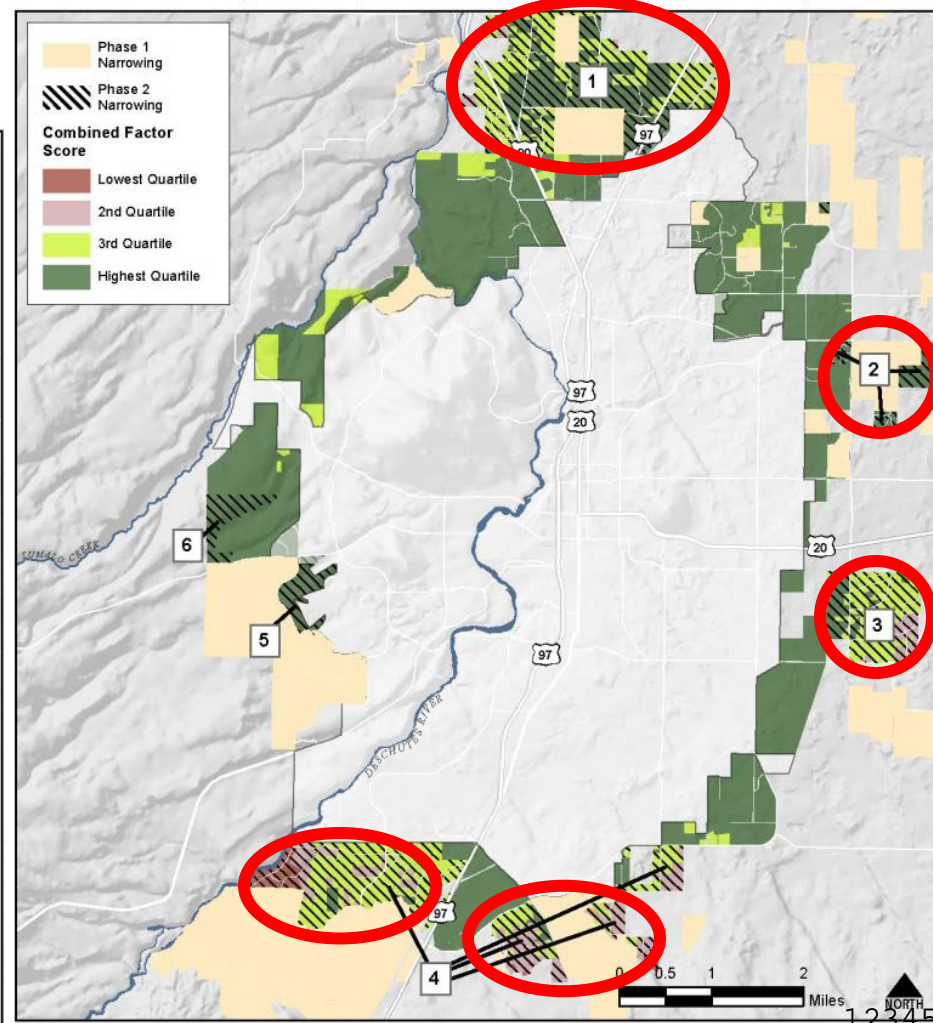 Phase 1
Narrowing
Phase 2
Narrowing
Combined Factor
Score
Lowest Quartile
2nd Quartile
3rd Quartile
Highest Quartile
1
97
20
2
97
20
6
TUMALO CREEK
20
3
5
97
DESCHUTES RIVER
97
4
0 0.5 1 2
Miles
NORTH
12345